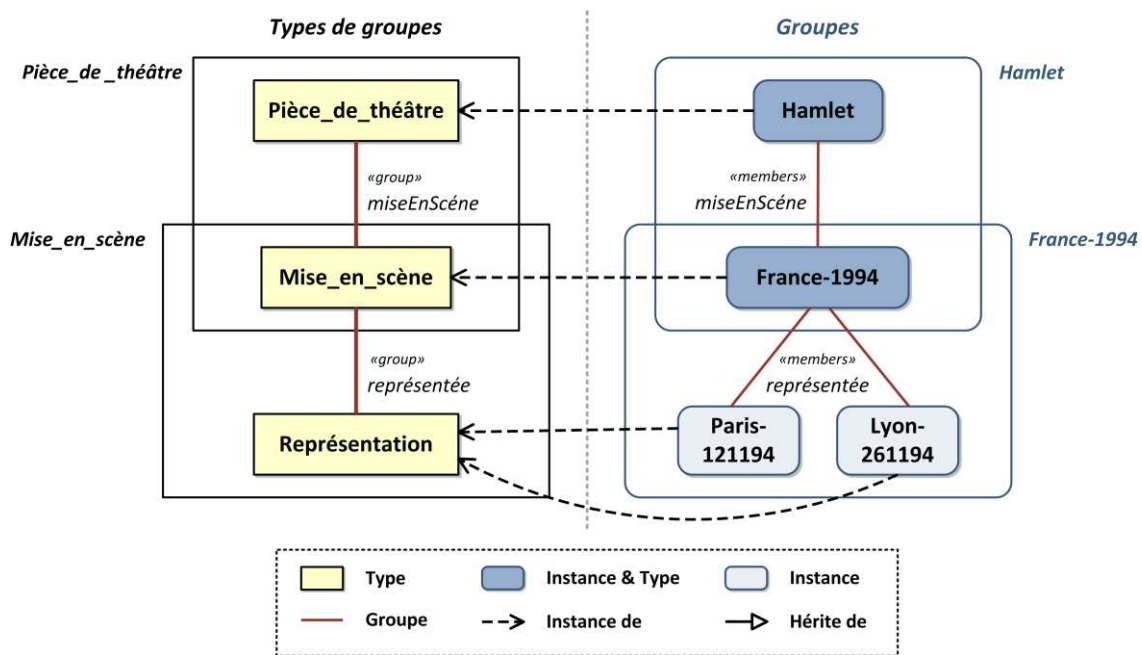 Types de groupes
Groupes
Pièce_de _théâtre
Hamlet
Pièce_de_théâtre
Hamlet
«group»
miseEnScéne
«members»
miseEnScéne
Mise_en_scène
France-1994
Mise_en_scène
France-1994
«group»
représentée
«members»
représentée
Représentation
Paris-
121194
Lyon-
261194
Type
Instance & Type
Instance
Groupe
Instance de
Hérite de